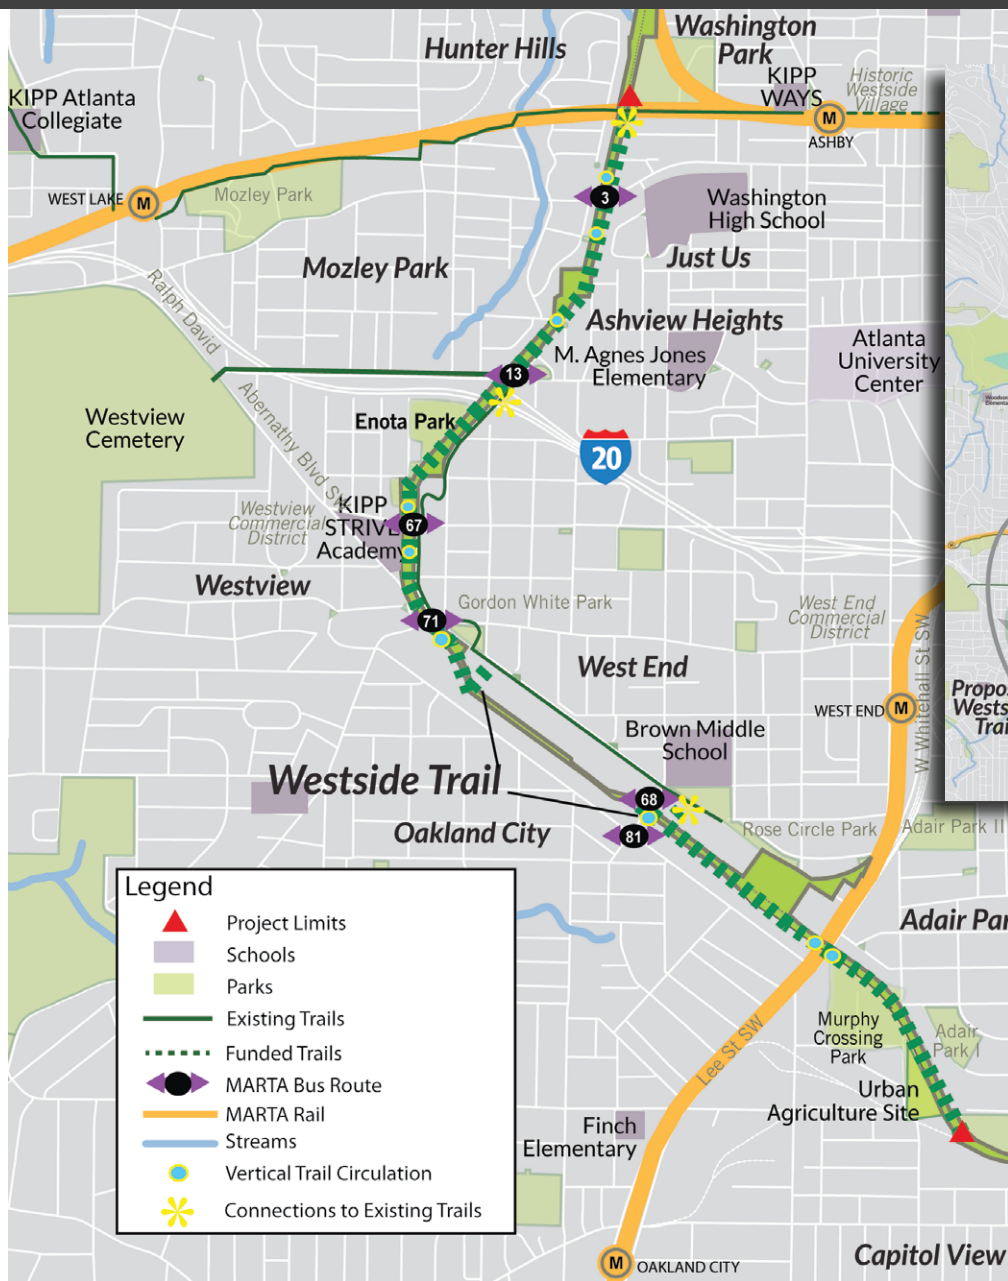 Hunter Hills
Washington
Park
KIPP Atlanta
Collegiate
KIPP
WAYS
Historic
Westside
Village
M
ASHBY
WEST LAKE
M
Mozley Park
3
Washington
High School
Mozley Park
Just Us
Ralph David
Abernathy Blvd SW
Ashview Heights
M. Agnes Jones
Elementary
Atlanta
University
Center
13
Westview
Cemetery
Enota Park
20
Westview
Commercial
District
KIPP
STRIVE
Academy
67
Westview
71
Gordon White Park
West End
Commercial
District
West End
WEST END
M
W Whitehall St SW
Propo
Wests
Trai
Brown Middle
School
Westside Trail
68
81
Oakland City
Rose Circle Park
Adair Park II
Adair Par
Legend
Project Limits
Schools
Parks
Existing Trails
Funded Trails
MARTA Bus Route
MARTA Rail
Streams
Vertical Trail Circulation
Connections to Existing Trails
Lee St SW
Murphy
Crossing
Park
Adair
Park I
Urban
Agriculture Site
Finch
Elementary
M
OAKLAND CITY
Capitol View